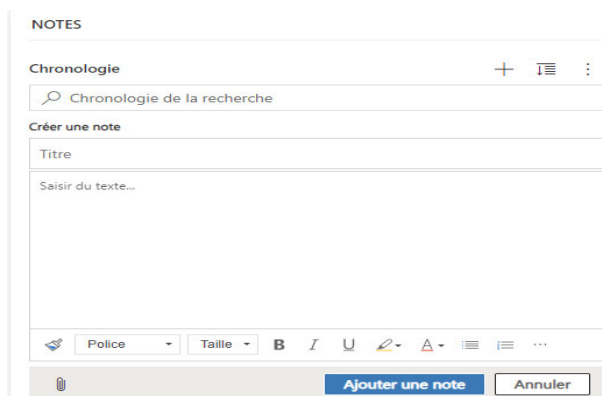 NOTES
Chronologie
Chronologie de la recherche
Créer une note
Titre
Saisir du texte...
Police Taille B I U A
Ajouter une note Annuler